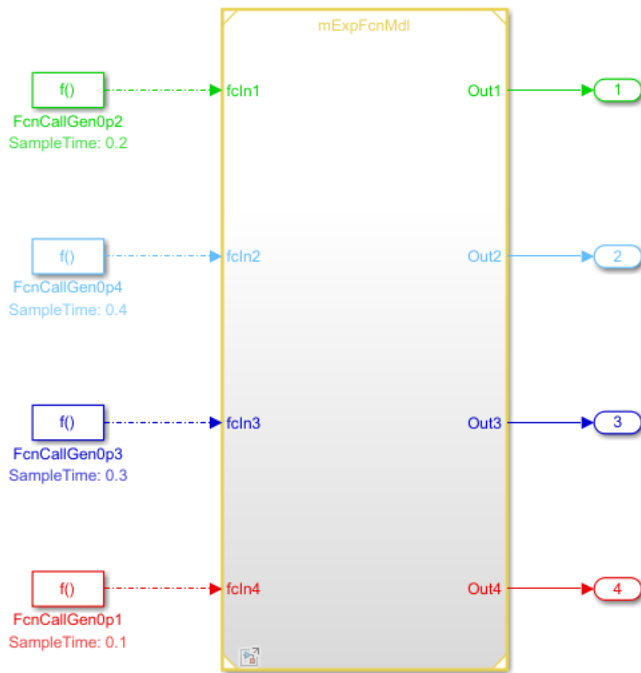 mExpFcnMdl
f()
fcIn1
Out1
1
FcnCallGen0p2
SampleTime: 0.2
f()
fcIn2
Out2
2
FcnCallGen0p4
SampleTime: 0.4
f()
fcIn3
Out3
3
FcnCallGen0p3
SampleTime: 0.3
f()
fcIn4
Out4
4
FcnCallGen0p1
SampleTime: 0.1